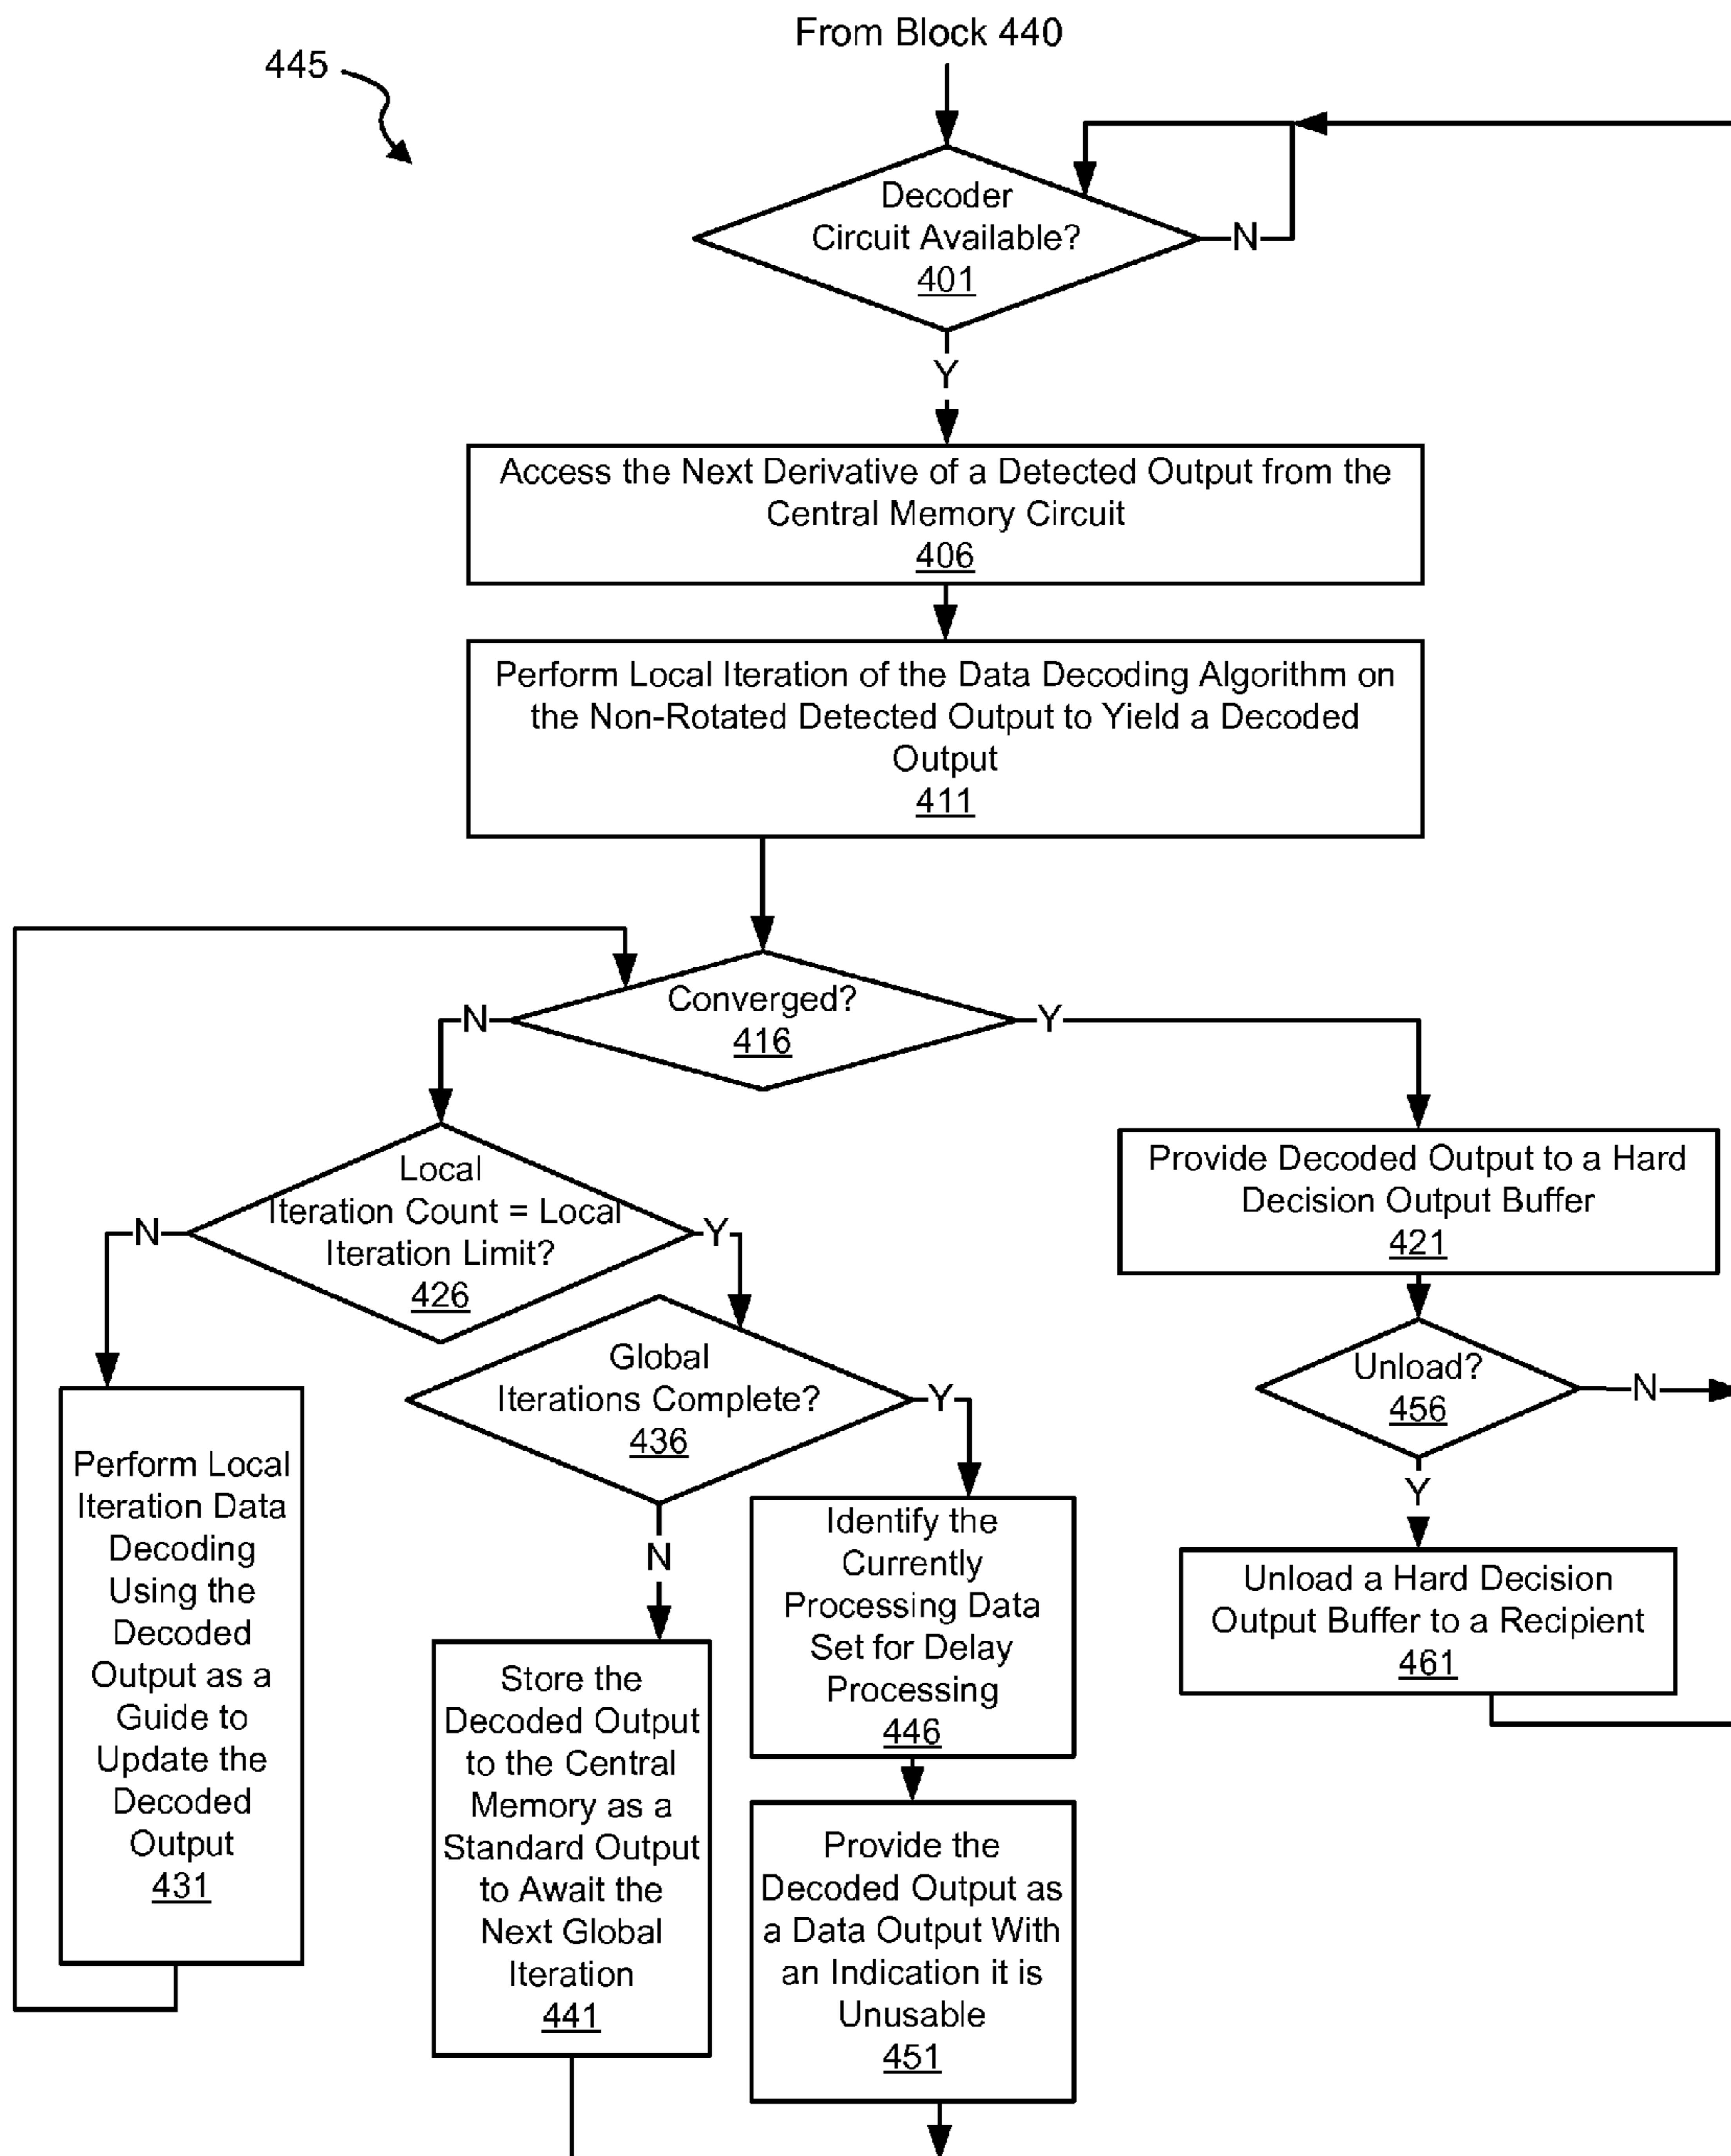 From Block 440
445
Decoder
Circuit Available?
401
N
Y
Access the Next Derivative of a Detected Output from the
Central Memory Circuit
406
Perform Local Iteration of the Data Decoding Algorithm on
the Non-Rotated Detected Output to Yield a Decoded
Output
411
Converged?
416
N
Y
Local
Iteration Count = Local
Iteration Limit?
426
N
Y
Provide Decoded Output to a Hard
Decision Output Buffer
421
Global
Iterations Complete?
436
Y
N
Unload?
456
N
Y
Perform Local
Iteration Data
Decoding
Using the
Decoded
Output as a
Guide to
Update the
Decoded
Output
431
Identify the
Currently
Processing Data
Set for Delay
Processing
446
Unload a Hard Decision
Output Buffer to a Recipient
461
Store the
Decoded Output
to the Central
Memory as a
Standard Output
to Await the
Next Global
Iteration
441
Provide the
Decoded Output as
a Data Output With
an Indication it is
Unusable
451